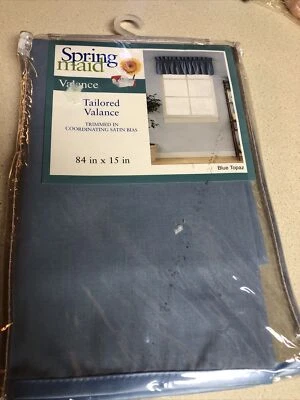 Spring
maid
Valance
Tailored
Valance
TRIMMED IN
COORDINATING SATIN BIAS
84 in x 15 in
Blue Topaz